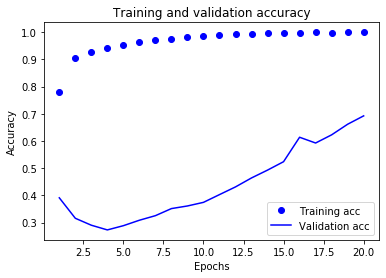 Training and validation accuracy
1.0
0.9
0.8
0.7
0.6
0.5
0.4
0.3
Accuracy
Training acc
Validation acc
2.5 5.0 7.5 10.0 12.5 15.0 17.5 20.0
Epochs